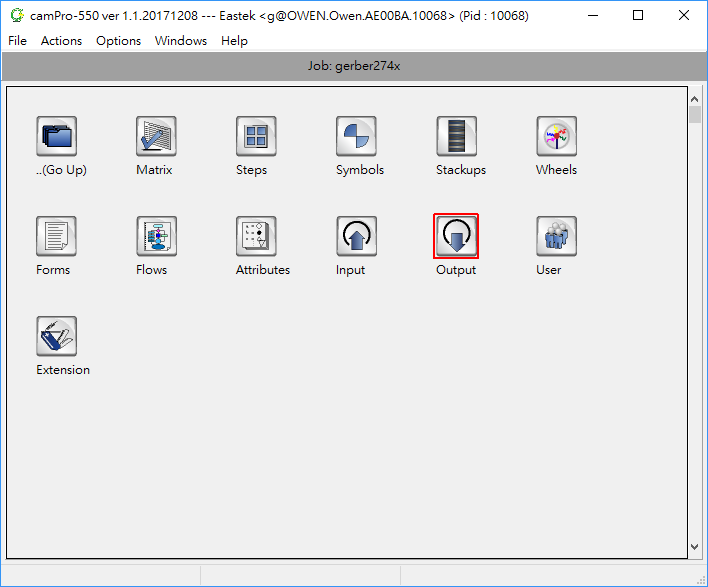 camPro-550 ver 1.1.20171208 --- Eastek <g@OWEN.Owen.AE00BA.10068> (Pid : 10068)
File Actions Options Windows Help
Job: gerber274x
..(Go Up) Matrix Steps Symbols Stackups Wheels
Forms Flows Attributes Input Output User
Extension